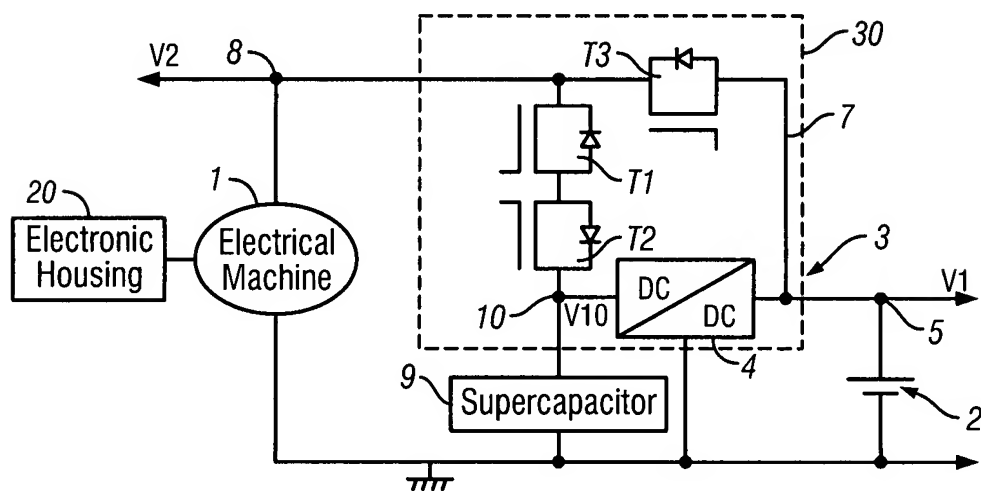 V2
8
T3
30
7
T1
20
1
Electronic
Housing
Electrical
Machine
T2
3
DC
DC
V1
10
V10
4
5
9
Supercapacitor
2